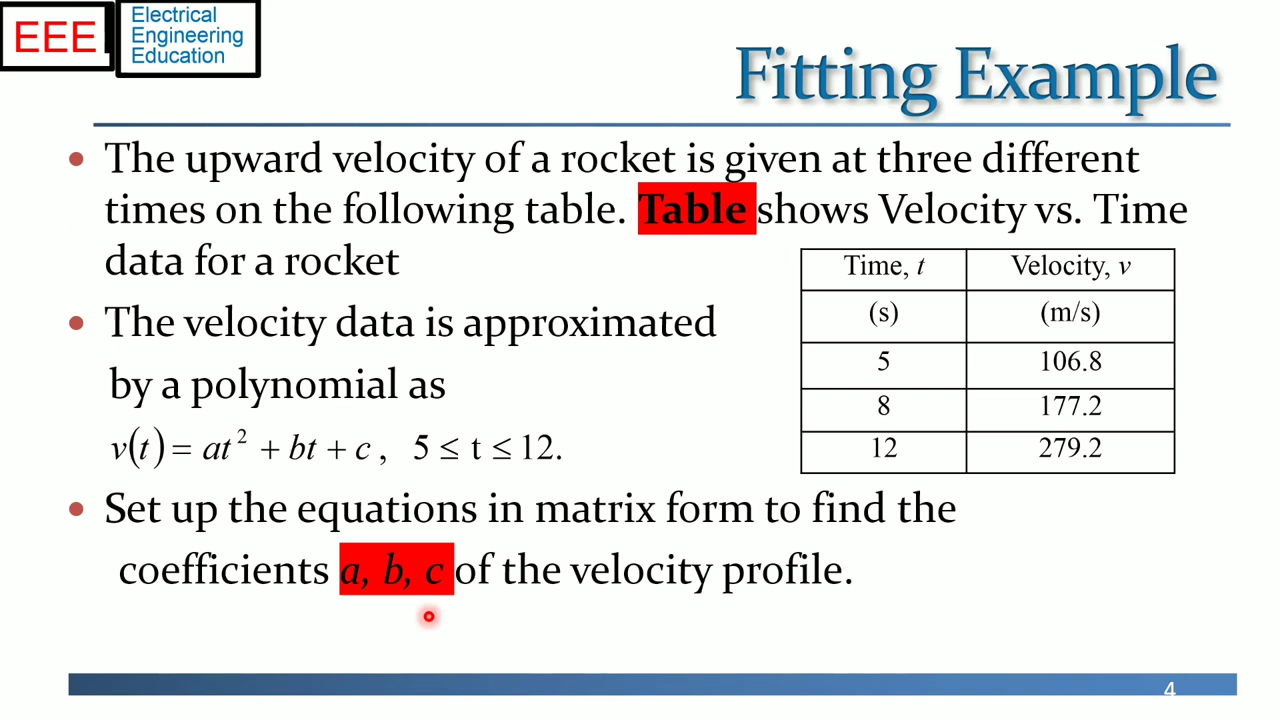 EEE
Electrical
Engineering
Education
Fitting Example
• The upward velocity of a rocket is given at three different
times on the following table. Table shows Velocity vs. Time
data for a rocket
Time, t Velocity, v
(s) (m/s)
5 106.8
8 177.2
12 279.2
• The velocity data is approximated
by a polynomial as
v(t) = at² + bt + c , 5 ≤ t ≤ 12.
• Set up the equations in matrix form to find the
coefficients a, b, c of the velocity profile.
4